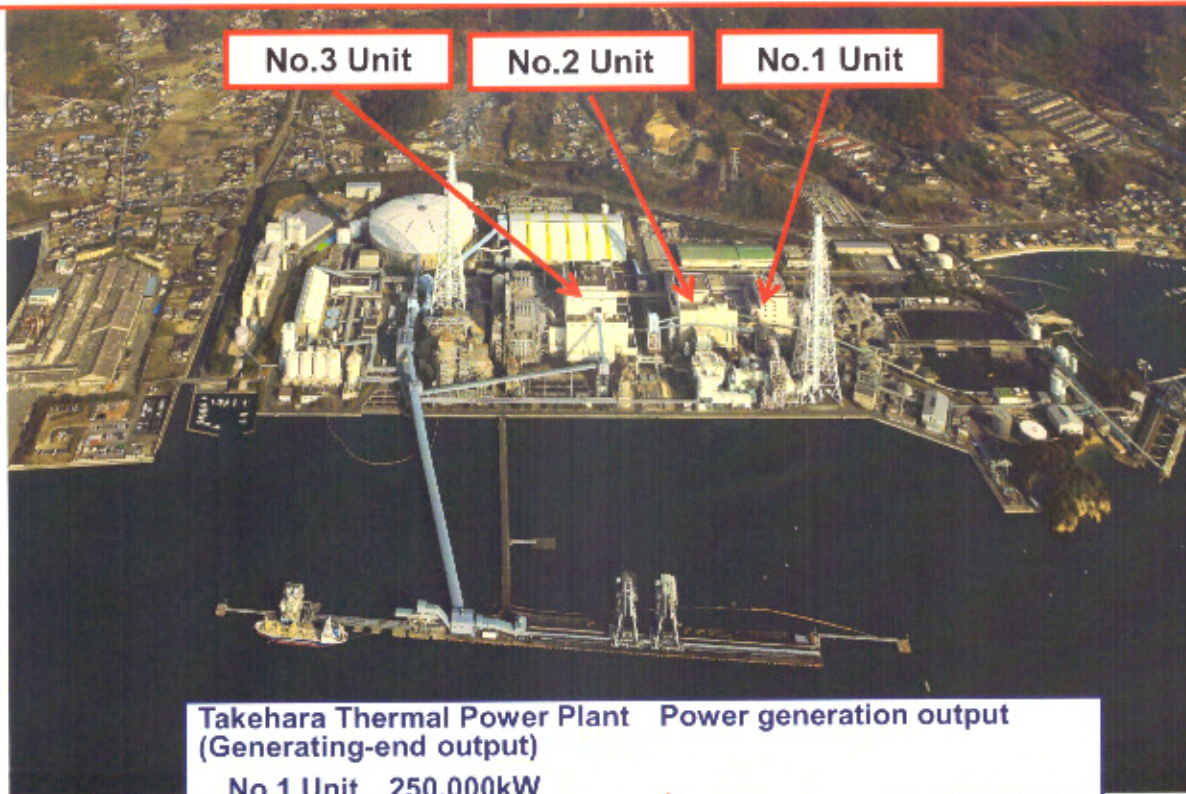 No.3 Unit
No.2 Unit
No.1 Unit
Takehara Thermal Power Plant Power generation output
(Generating-end output)
No.1 Unit 250,000kW